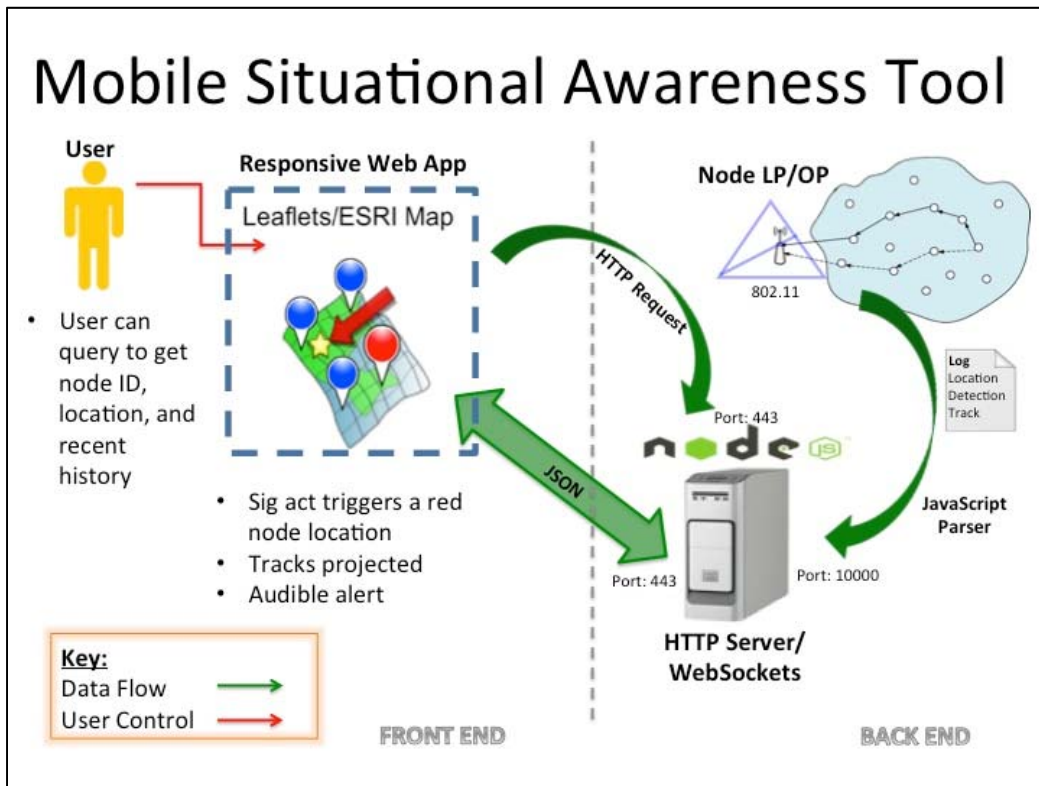 Mobile Situational Awareness Tool
User
Responsive Web App
Leaflets/ESRI Map
• User can
query to get
node ID,
location, and
recent
history
• Sig act triggers a red
node location
• Tracks projected
• Audible alert
Key:
Data Flow
User Control
FRONT END
HTTP Request
JSON
Node LP/OP
802.11
Log
Location
Detection
Track
Port: 443
node JS™
JavaScript
Parser
Port: 443
Port: 10000
HTTP Server/
WebSockets
BACK END